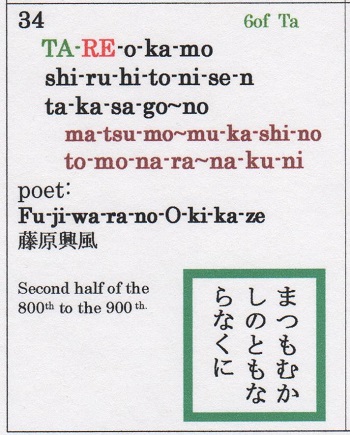 34
6of Ta
TA-RE-o-ka-mo
shi-ru-hi-to-ni-se-n
ta-ka-sa-go~no
ma-tsu-mo~mu-ka-shi-no
to-mo-na-ra~na-ku-ni
poet:
Fu-ji-wa-ra-no-O-ki-ka-ze
藤原興風
Second half of the
800th to the 900th.
まつもむか
しのともな
らなくに